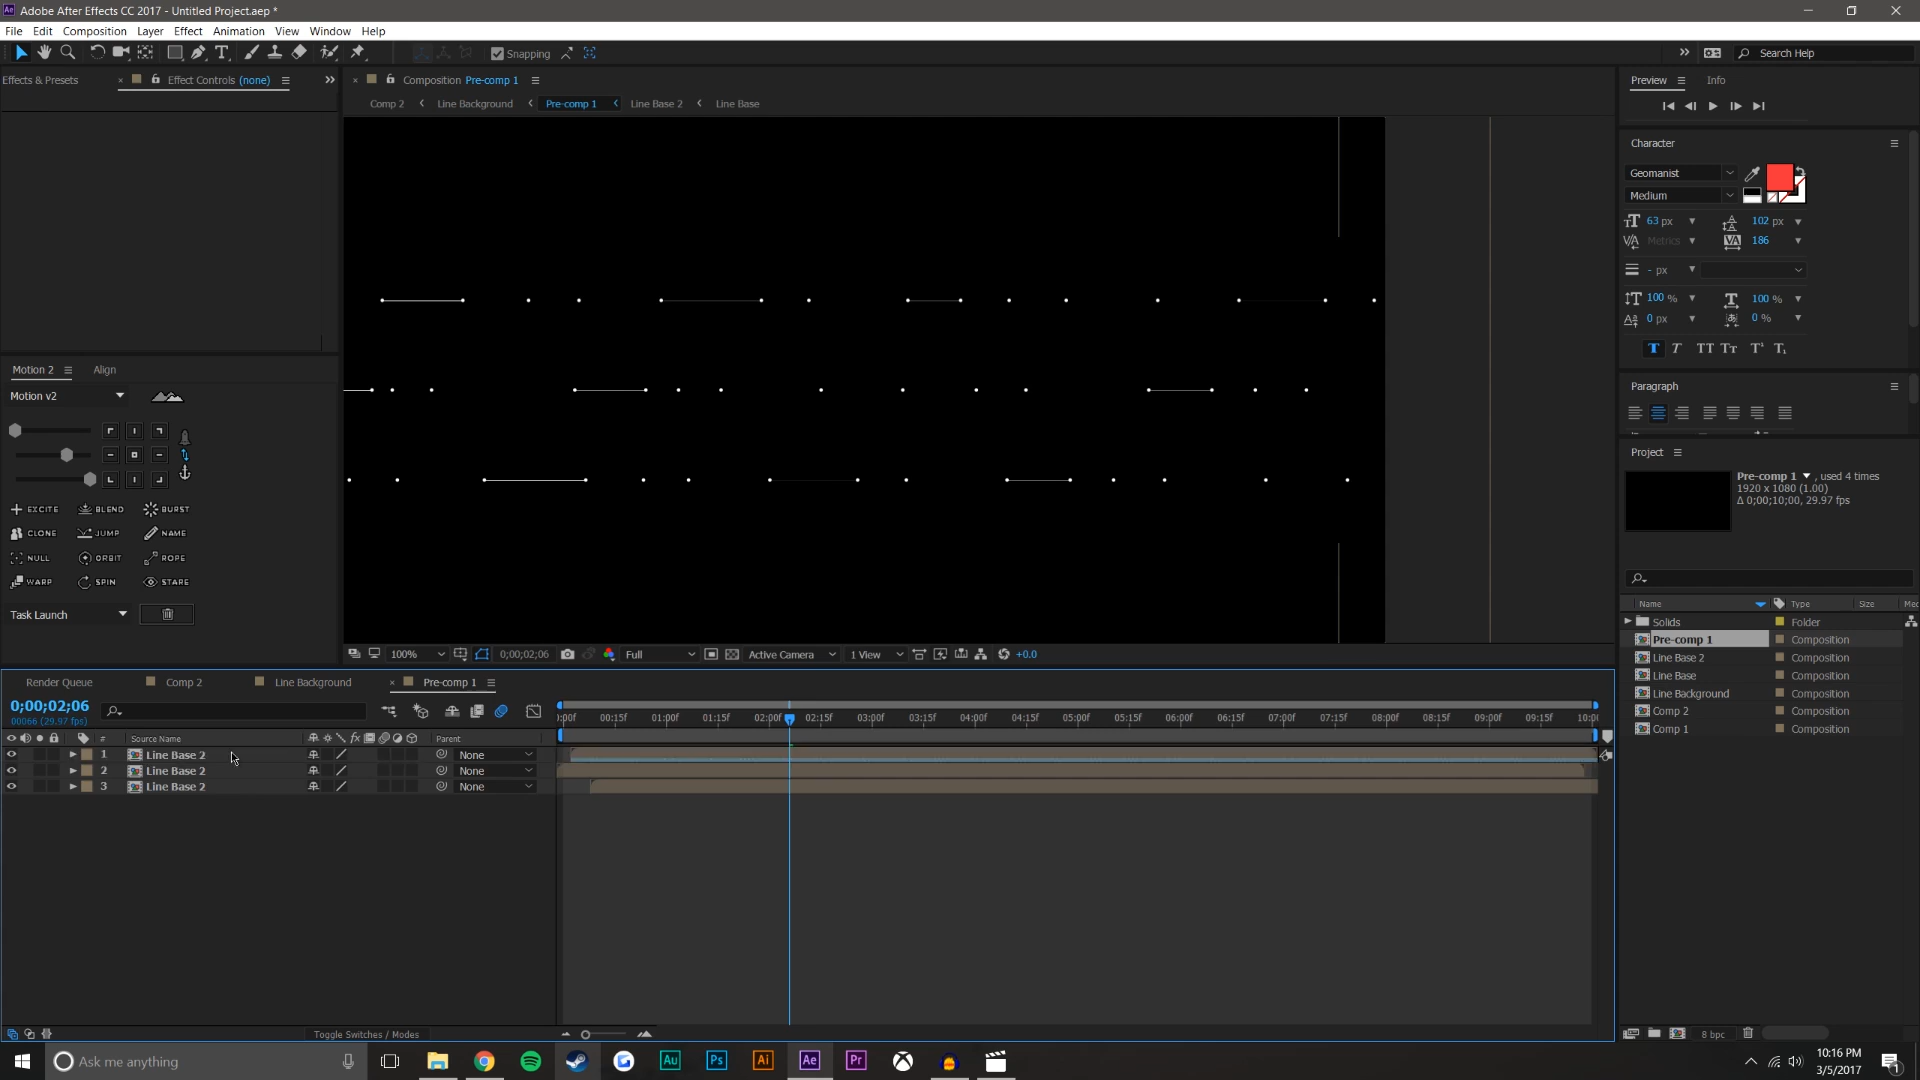 Adobe After Effects CC 2017 - Untitled Project.aep *
File Edit Composition Layer Effect Animation View Window Help
Snapping
Search Help
Effects & Presets
Effect Controls (none)
Composition Pre-comp 1
Comp 2 Line Background Pre-comp 1 Line Base 2 Line Base
Preview Info
Character
Geomanist
Medium
63 px 102 px
Metrics 186
- px
100 % 100 %
0 px 0 %
Paragraph
Project
Pre-comp 1 , used 4 times
1920 x 1080 (1.00)
Δ 0;00;10;00, 29.97 fps
Name Type Size Mec
Solids Folder
Pre-comp 1 Composition
Line Base 2 Composition
Line Base Composition
Line Background Composition
Comp 2 Composition
Comp 1 Composition
8 bpc
Motion 2 Align
Motion v2
EXCITE BLEND BURST
CLONE JUMP NAME
NULL ORBIT ROPE
WARP SPIN STARE
Task Launch
100% 0;00;02;06 Full Active Camera 1 View +0.0
Render Queue Comp 2 Line Background Pre-comp 1
0;00;02;06
00066 (29.97 fps)
:00f 00:15f 01:00f 01:15f 02:00f 02:15f 03:00f 03:15f 04:00f 04:15f 05:00f 05:15f 06:00f 06:15f 07:00f 07:15f 08:00f 08:15f 09:00f 09:15f 10:0
# Source Name Parent
1 Line Base 2 None
2 Line Base 2 None
3 Line Base 2 None
Toggle Switches / Modes
Ask me anything
Au Ps Ai Ae Pr
10:16 PM
3/5/2017
1